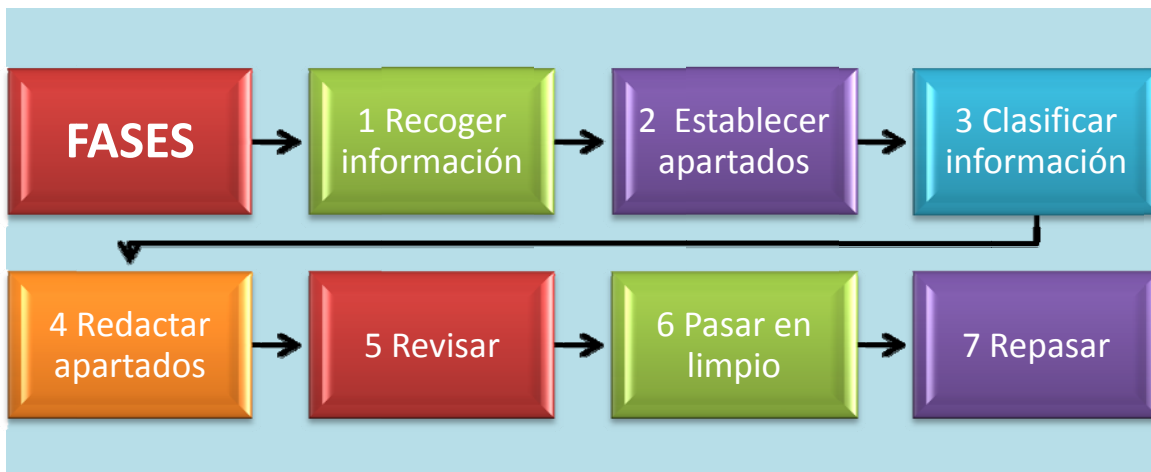 FASES
1 Recoger
información
2 Establecer
apartados
3 Clasificar
información
4 Redactar
apartados
5 Revisar
6 Pasar en
limpio
7 Repasar